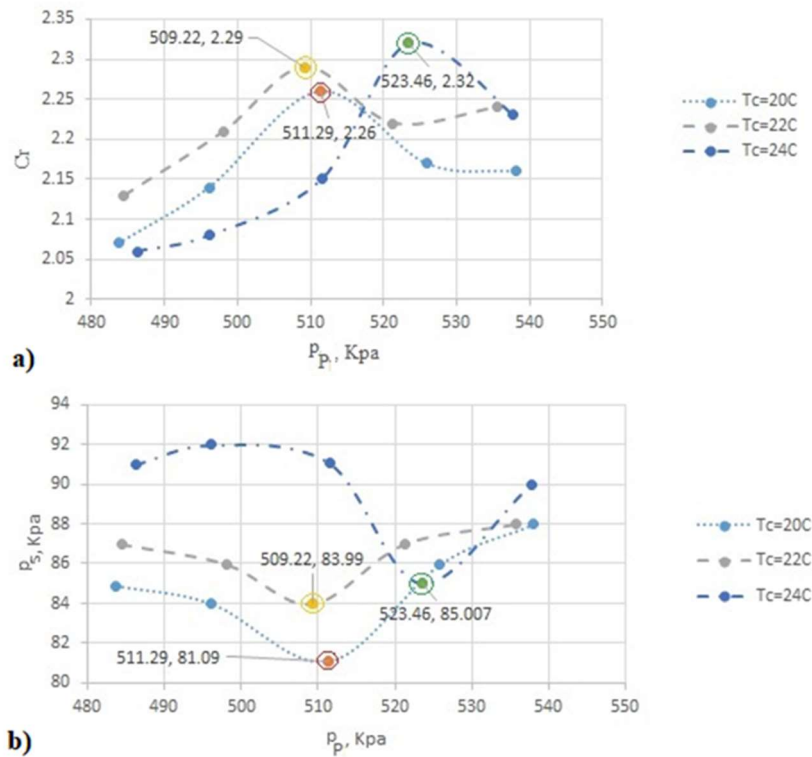 2.35
2.3
2.25
2.2
2.15
2.1
2.05
2
Cr
509.22, 2.29
523.46, 2.32
511.29, 2.26
480 490 500 510 520 530 540 550
pP, Kpa
Tc=20C
Tc=22C
Tc=24C
a)
94
92
90
88
86
84
82
80
ps, Kpa
509.22, 83.99
523.46, 85.007
511.29, 81.09
480 490 500 510 520 530 540 550
pP, Kpa
Tc=20C
Tc=22C
Tc=24C
b)